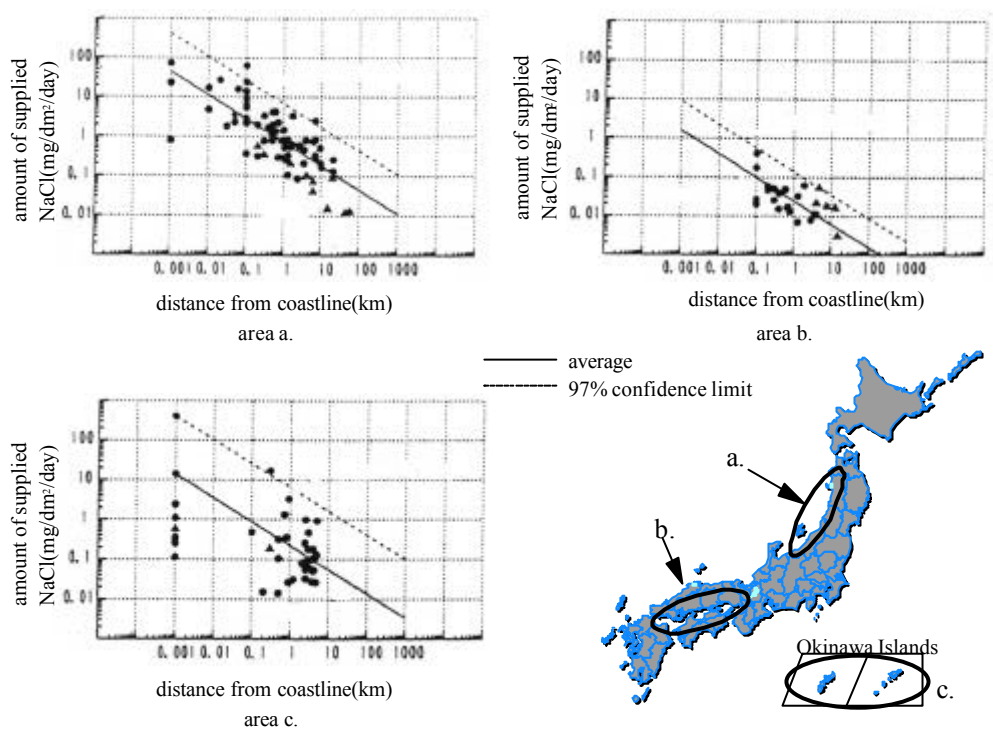 amount of supplied
NaCl(mg/dm²/day)
100
10
1
0.1
0.01
0.001 0.01 0.1 1 10 100 1000
distance from coastline(km)
area a.
amount of supplied
NaCl(mg/dm²/day)
100
10
1
0.1
0.01
0.001 0.01 0.1 1 10 100 1000
distance from coastline(km)
area b.
average
97% confidence limit
amount of supplied
NaCl(mg/dm²/day)
100
10
1
0.1
0.01
0.001 0.01 0.1 1 10 100 1000
distance from coastline(km)
area c.
a.
b.
Okinawa Islands
c.